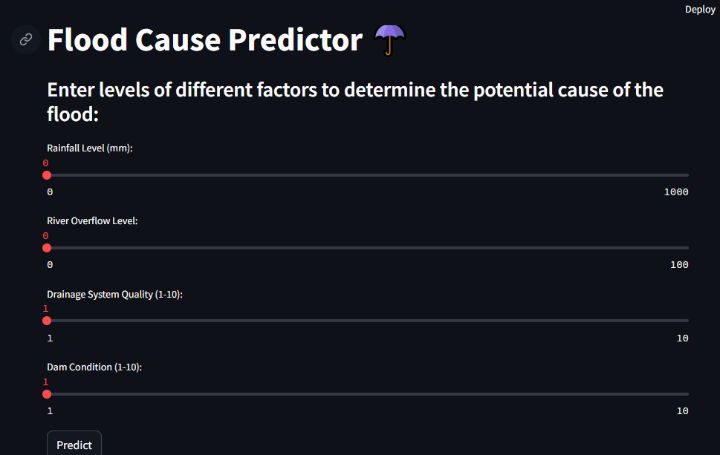 Deploy
Flood Cause Predictor ☂
Enter levels of different factors to determine the potential cause of the
flood:
Rainfall Level (mm):
0
0 1000
River Overflow Level:
0
0 100
Drainage System Quality (1-10):
1
1 10
Dam Condition (1-10):
1
1 10
Predict